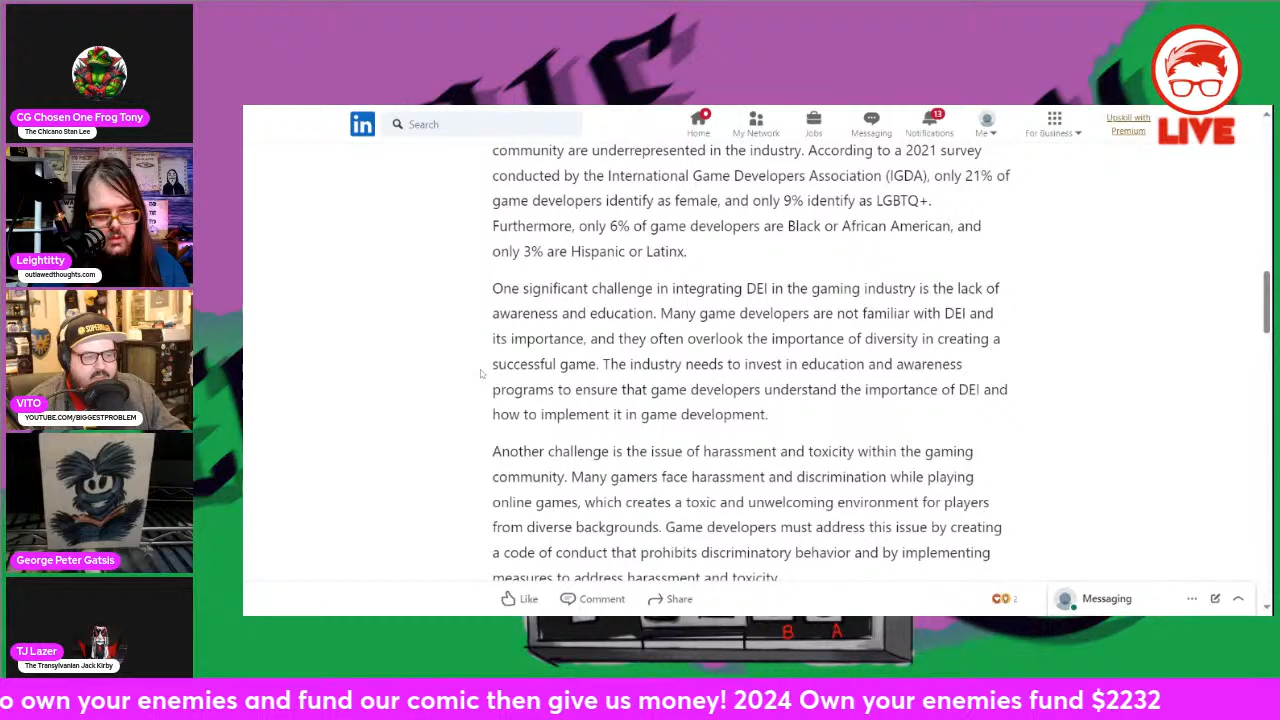 CG Chosen One Frog Tony
The Chicano Stan Lee
Leightitty
outlawedthoughts.com
VITO
YOUTUBE.COM/BIGGESTPROBLEM
George Peter Gatsis
TJ Lazer
The Transylvanian Jack Kirby
LIVE
in
Search
Home
My Network
Jobs
Messaging
13
Notifications
Me
For Business
Upskill with
Premium
community are underrepresented in the industry. According to a 2021 survey
conducted by the International Game Developers Association (IGDA), only 21% of
game developers identify as female, and only 9% identify as LGBTQ+.
Furthermore, only 6% of game developers are Black or African American, and
only 3% are Hispanic or Latinx.
One significant challenge in integrating DEI in the gaming industry is the lack of
awareness and education. Many game developers are not familiar with DEI and
its importance, and they often overlook the importance of diversity in creating a
successful game. The industry needs to invest in education and awareness
programs to ensure that game developers understand the importance of DEI and
how to implement it in game development.
Another challenge is the issue of harassment and toxicity within the gaming
community. Many gamers face harassment and discrimination while playing
online games, which creates a toxic and unwelcoming environment for players
from diverse backgrounds. Game developers must address this issue by creating
a code of conduct that prohibits discriminatory behavior and by implementing
measures to address harassment and toxicity.
Like
Comment
Share
2
Messaging
B A
o own your enemies and fund our comic then give us money! 2024 Own your enemies fund $2232